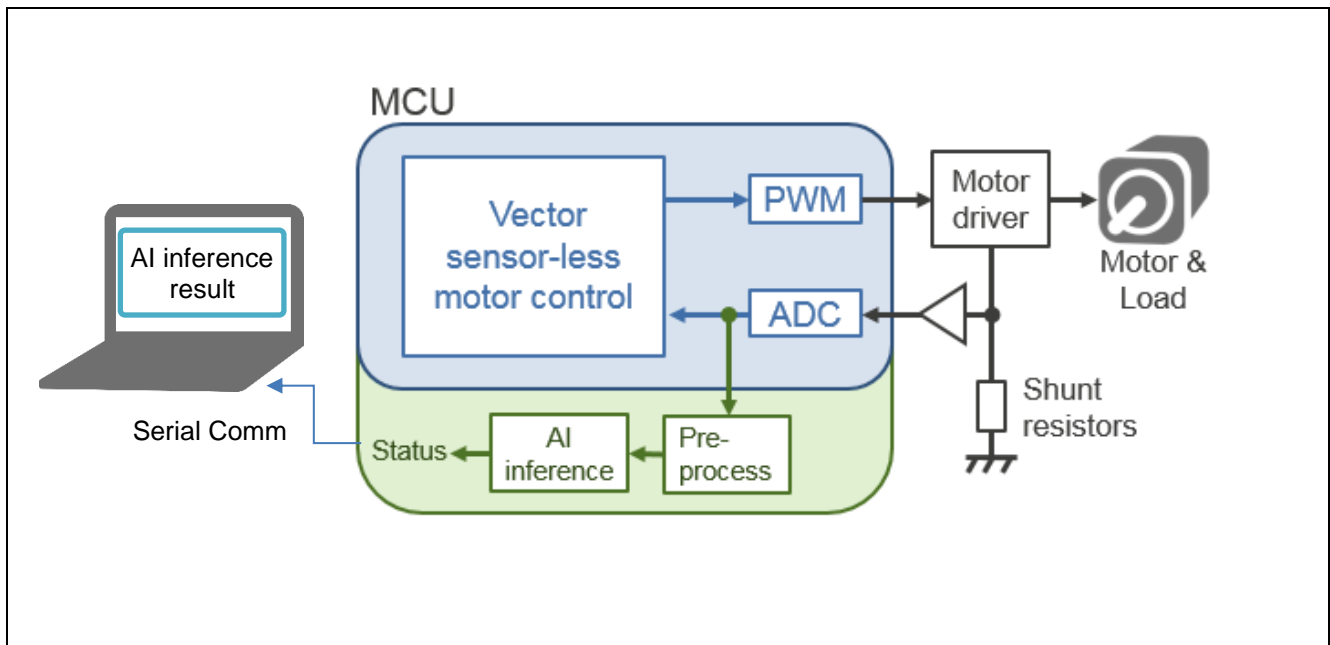 MCU
Vector
sensor-less
motor control
PWM
ADC
Motor
driver
Motor &
Load
Shunt
resistors
AI inference
result
Serial Comm
Status
AI
inference
Pre-
process